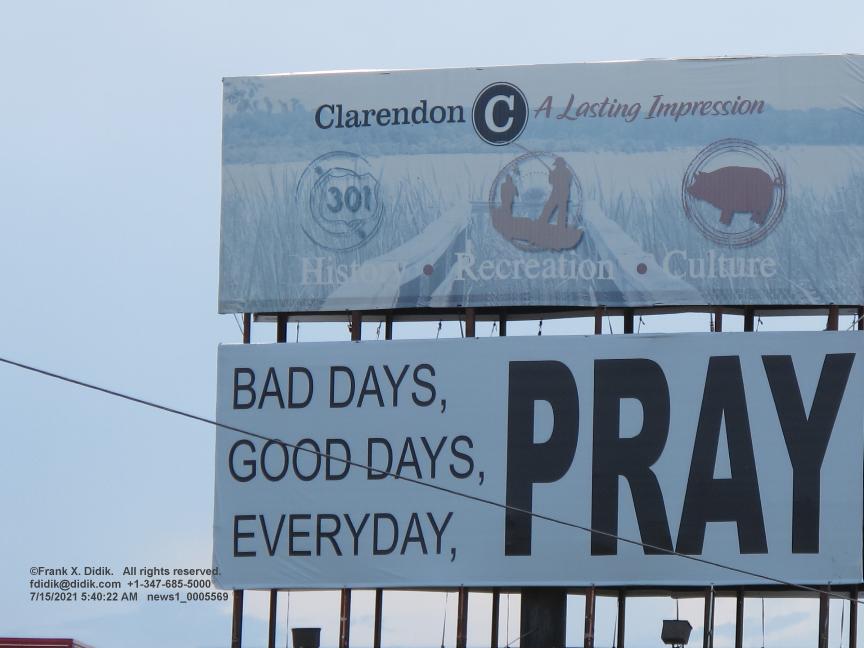 Clarendon C A Lasting Impression
301
History • Recreation • Culture
BAD DAYS,
GOOD DAYS,
EVERYDAY,
PRAY
©Frank X. Didik. All rights reserved.
fdidik@didik.com +1-347-685-5000
7/15/2021 5:40:22 AM news1_0005569